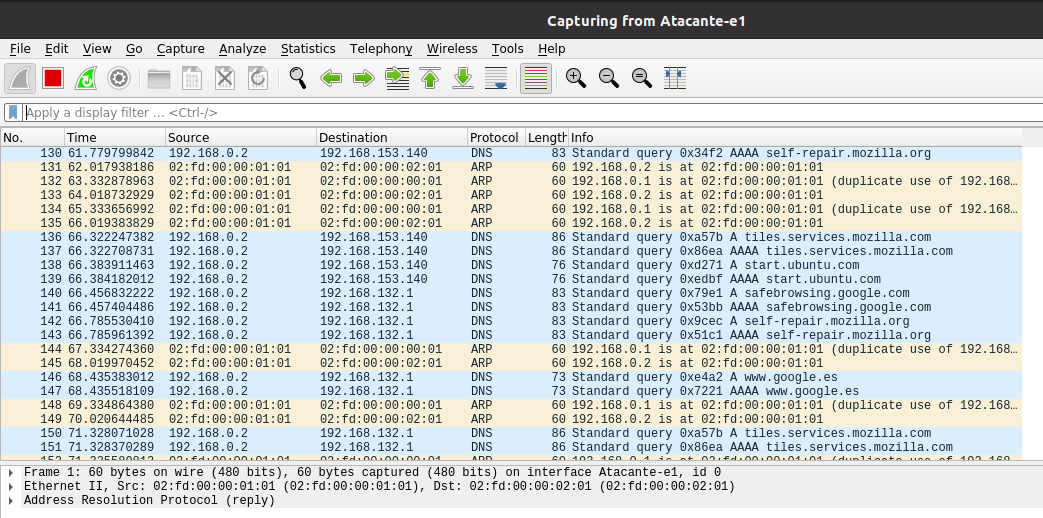 Capturing from Atacante-e1
File Edit View Go Capture Analyze Statistics Telephony Wireless Tools Help
Apply a display filter … <Ctrl-/>
No. Time Source Destination Protocol Length Info
130 61.779799842 192.168.0.2 192.168.153.140 DNS 83 Standard query 0x34f2 AAAA self-repair.mozilla.org
131 62.017938186 02:fd:00:00:01:01 02:fd:00:00:02:01 ARP 60 192.168.0.2 is at 02:fd:00:00:01:01
132 63.332878963 02:fd:00:00:01:01 02:fd:00:00:00:01 ARP 60 192.168.0.1 is at 02:fd:00:00:01:01 (duplicate use of 192.168…
133 64.018732929 02:fd:00:00:01:01 02:fd:00:00:02:01 ARP 60 192.168.0.2 is at 02:fd:00:00:01:01
134 65.333656992 02:fd:00:00:01:01 02:fd:00:00:00:01 ARP 60 192.168.0.1 is at 02:fd:00:00:01:01 (duplicate use of 192.168…
135 66.019383829 02:fd:00:00:01:01 02:fd:00:00:02:01 ARP 60 192.168.0.2 is at 02:fd:00:00:01:01
136 66.322247382 192.168.0.2 192.168.153.140 DNS 86 Standard query 0xa57b A tiles.services.mozilla.com
137 66.322708731 192.168.0.2 192.168.153.140 DNS 86 Standard query 0x86ea AAAA tiles.services.mozilla.com
138 66.383911463 192.168.0.2 192.168.153.140 DNS 76 Standard query 0xd271 A start.ubuntu.com
139 66.384182012 192.168.0.2 192.168.153.140 DNS 76 Standard query 0xedbf AAAA start.ubuntu.com
140 66.456832222 192.168.0.2 192.168.132.1 DNS 83 Standard query 0x79e1 A safebrowsing.google.com
141 66.457404486 192.168.0.2 192.168.132.1 DNS 83 Standard query 0x53bb AAAA safebrowsing.google.com
142 66.785530410 192.168.0.2 192.168.132.1 DNS 83 Standard query 0x9cec A self-repair.mozilla.org
143 66.785961392 192.168.0.2 192.168.132.1 DNS 83 Standard query 0x51c1 AAAA self-repair.mozilla.org
144 67.334274360 02:fd:00:00:01:01 02:fd:00:00:00:01 ARP 60 192.168.0.1 is at 02:fd:00:00:01:01 (duplicate use of 192.168…
145 68.019970452 02:fd:00:00:01:01 02:fd:00:00:02:01 ARP 60 192.168.0.2 is at 02:fd:00:00:01:01
146 68.435383012 192.168.0.2 192.168.132.1 DNS 73 Standard query 0xe4a2 A www.google.es
147 68.435518109 192.168.0.2 192.168.132.1 DNS 73 Standard query 0x7221 AAAA www.google.es
148 69.334864380 02:fd:00:00:01:01 02:fd:00:00:00:01 ARP 60 192.168.0.1 is at 02:fd:00:00:01:01 (duplicate use of 192.168…
149 70.020644485 02:fd:00:00:01:01 02:fd:00:00:02:01 ARP 60 192.168.0.2 is at 02:fd:00:00:01:01
150 71.328071028 192.168.0.2 192.168.132.1 DNS 86 Standard query 0xa57b A tiles.services.mozilla.com
151 71.328370289 192.168.0.2 192.168.132.1 DNS 86 Standard query 0x86ea AAAA tiles.services.mozilla.com
Frame 1: 60 bytes on wire (480 bits), 60 bytes captured (480 bits) on interface Atacante-e1, id 0
Ethernet II, Src: 02:fd:00:00:01:01 (02:fd:00:00:01:01), Dst: 02:fd:00:00:02:01 (02:fd:00:00:02:01)
Address Resolution Protocol (reply)